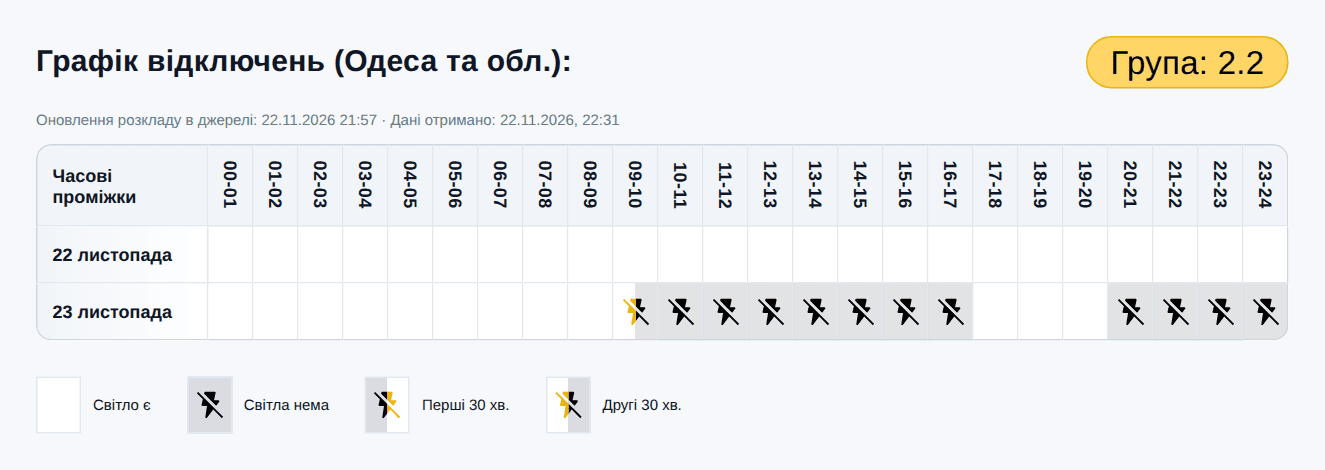 Графік відключень (Одеса та обл.):
Група: 2.2
Оновлення розкладу в джерелі: 22.11.2026 21:57 · Дані отримано: 22.11.2026, 22:31
Часові
проміжки
00-01
01-02
02-03
03-04
04-05
05-06
06-07
07-08
08-09
09-10
10-11
11-12
12-13
13-14
14-15
15-16
16-17
17-18
18-19
19-20
20-21
21-22
22-23
23-24
22 листопада
23 листопада
Світло є
Світла нема
Перші 30 хв.
Другі 30 хв.